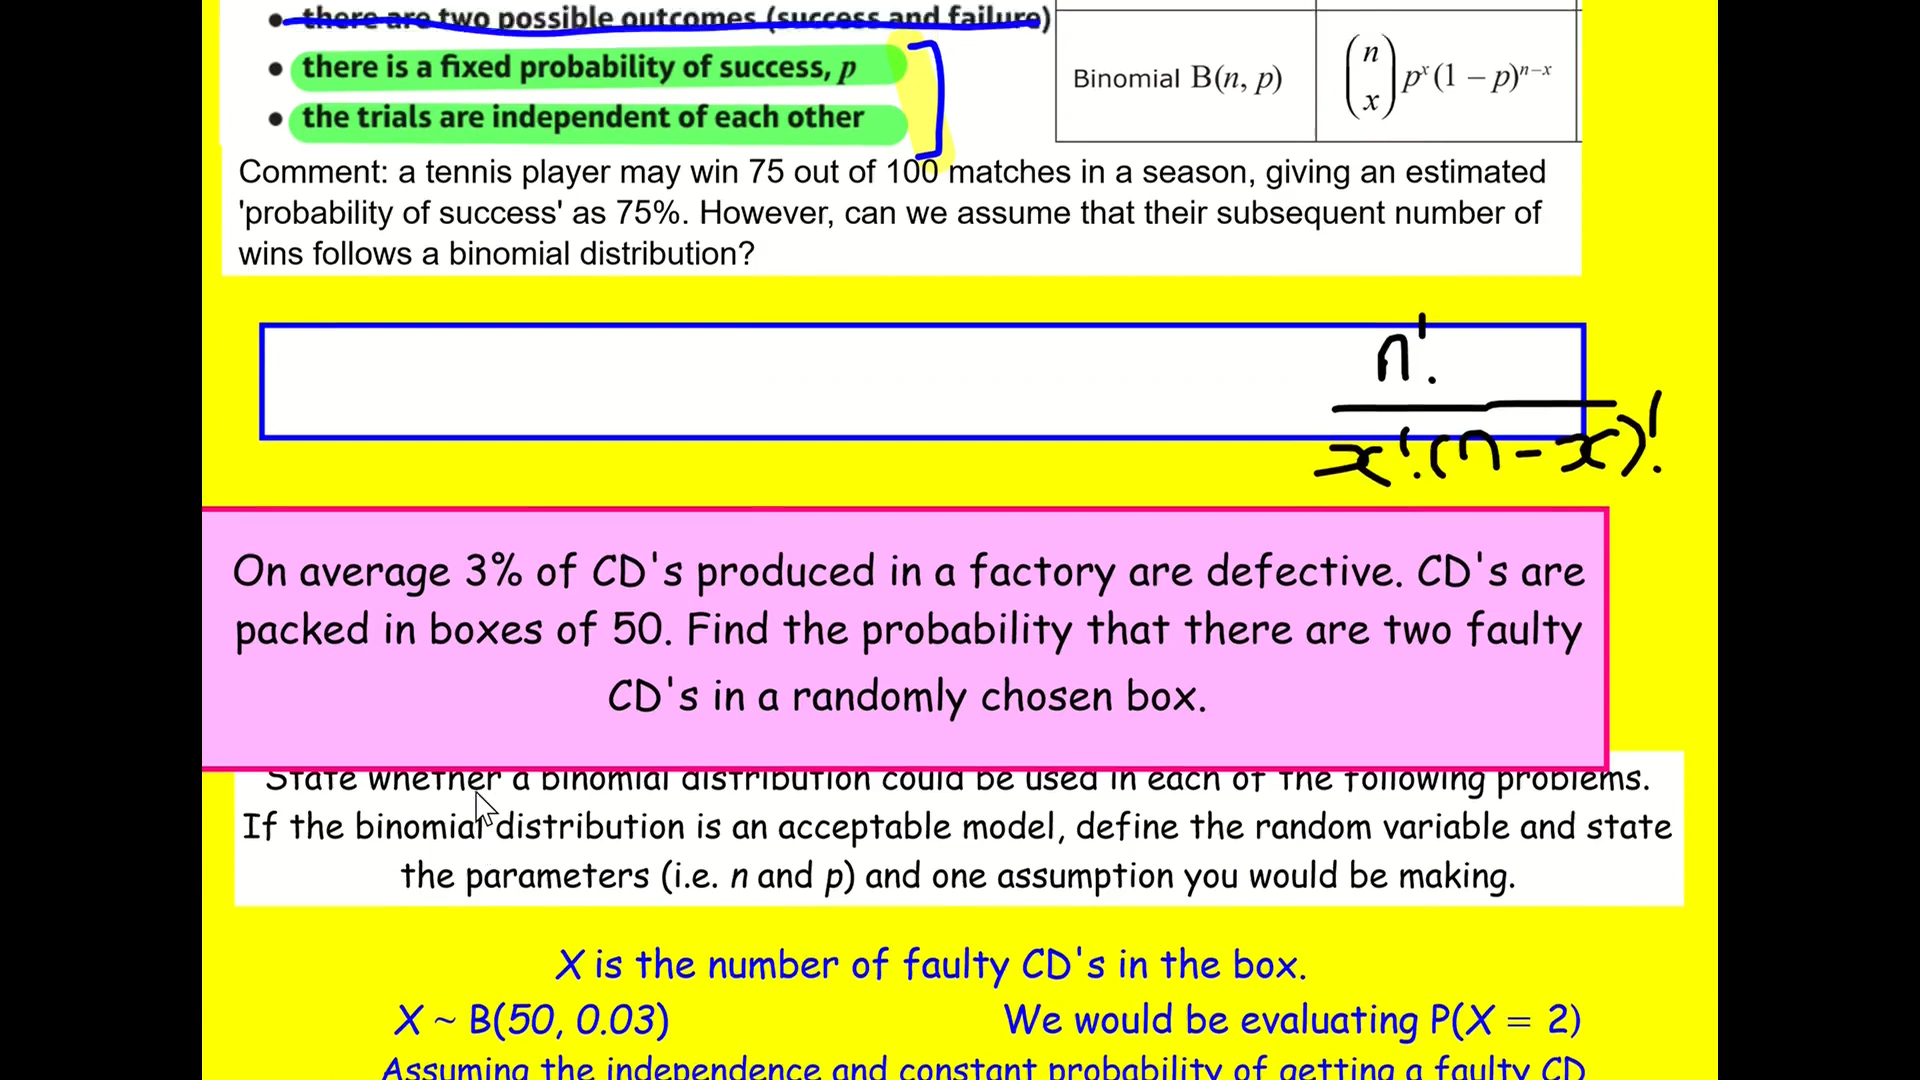 • there are two possible outcomes (success and failure)
• there is a fixed probability of success, p
• the trials are independent of each other
Binomial B(n, p)
(n x) pˣ(1 – p)ⁿ⁻ˣ
Comment: a tennis player may win 75 out of 100 matches in a season, giving an estimated
'probability of success' as 75%. However, can we assume that their subsequent number of
wins follows a binomial distribution?
n!
x!(n-x)!
On average 3% of CD's produced in a factory are defective. CD's are
packed in boxes of 50. Find the probability that there are two faulty
CD's in a randomly chosen box.
State whether a binomial distribution could be used in each of the following problems.
If the binomial distribution is an acceptable model, define the random variable and state
the parameters (i.e. n and p) and one assumption you would be making.
X is the number of faulty CD's in the box.
X ~ B(50, 0.03)
We would be evaluating P(X = 2)
Assuming the independence and constant probability of getting a faulty CD